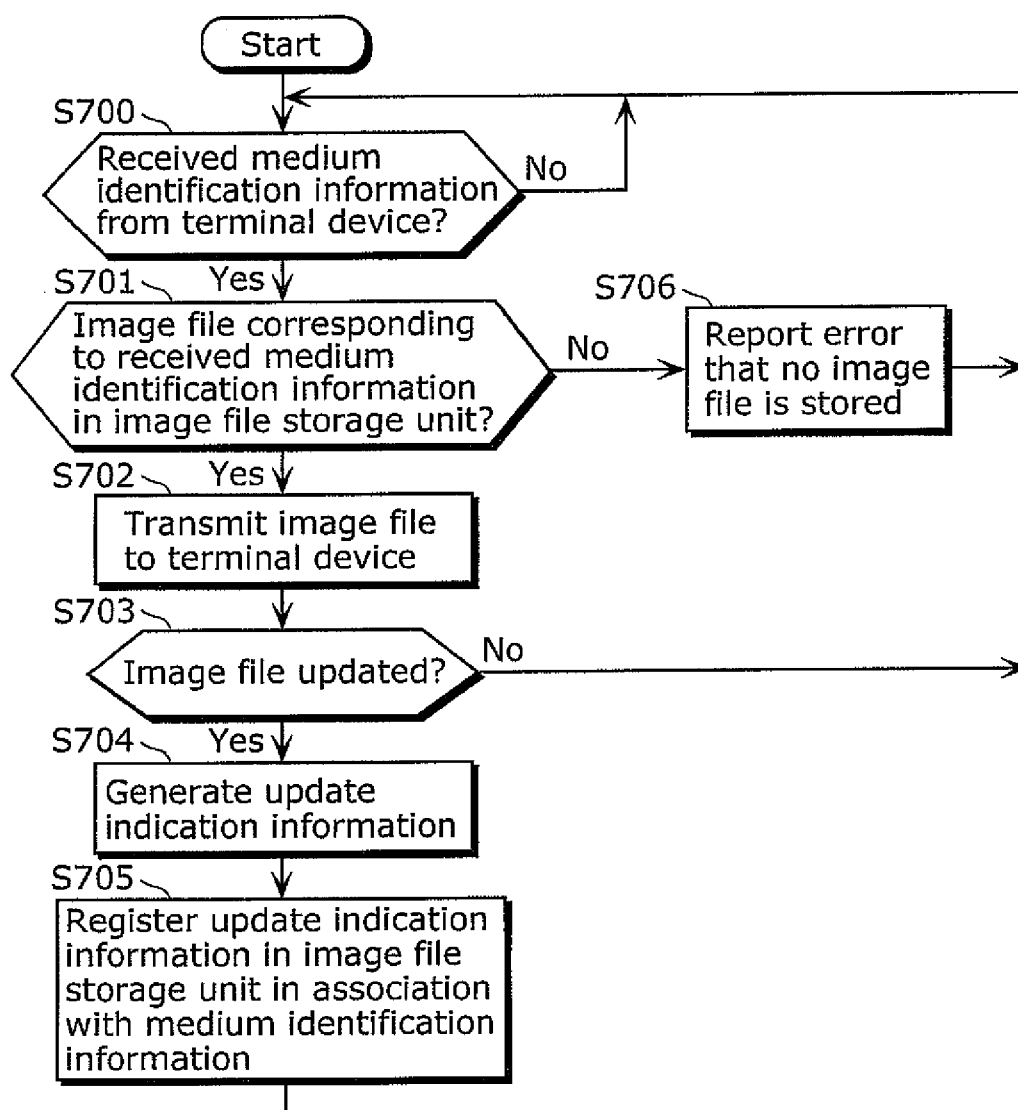 Start
S700
Received medium
identification information
from terminal device?
No
Yes
S701
Image file corresponding
to received medium
identification information
in image file storage unit?
No
S706
Report error
that no image
file is stored
Yes
S702
Transmit image file
to terminal device
S703
Image file updated?
No
Yes
S704
Generate update
indication information
S705
Register update indication
information in image file
storage unit in association
with medium identification
information